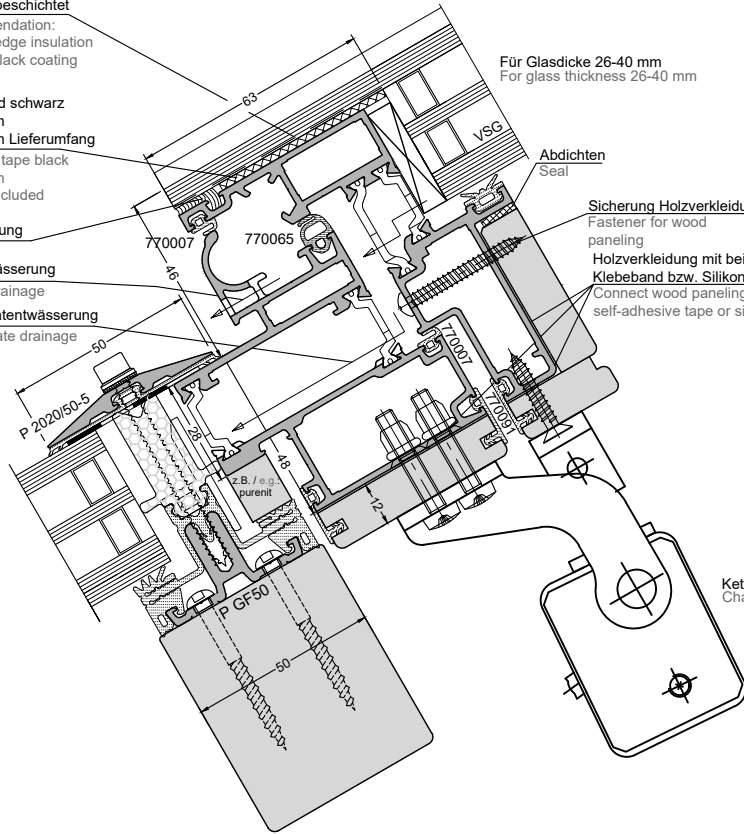 beschichtet
endation:
edge insulation
lack coating
Für Glasdicke 26-40 mm
For glass thickness 26-40 mm
63
d schwarz
n
n Lieferumfang
tape black
n
cluded
VSG
Abdichten
Seal
Sicherung Holzverkleidu
Fastener for wood
paneling
ung
770007
770065
46
Holzverkleidung mit bei
Klebeband bzw. Silikon
Connect wood paneling
self-adhesive tape or si
ässerung
rainage
ntentwässerung
ate drainage
50
770007
770091
P 2020/50-5
28
48
z.B. / e.g.:
purenit
12
P GF50
50
Ket
Cha